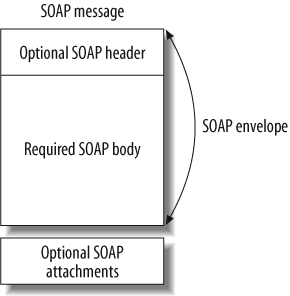 SOAP message
Optional SOAP header
SOAP envelope
Required SOAP body
Optional SOAP
attachments